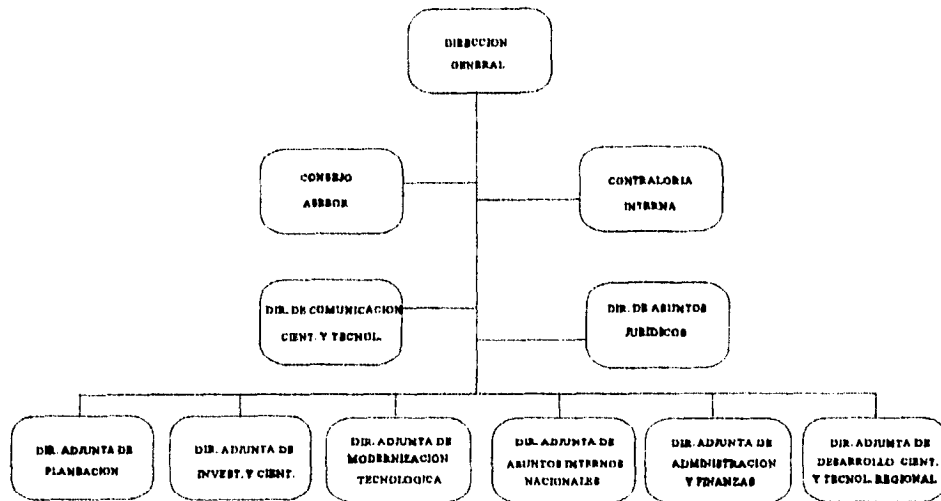 DIRECCION
GENERAL
CONSEJO
ASESOR
CONTRALORIA
INTERNA
DIR. DE COMUNICACION
CIENT. Y TECNOL.
DIR. DE ASUNTOS
JURIDICOS
DIR. ADJUNTA DE
PLANEACION
DIR. ADJUNTA DE
INVEST. Y CIENT.
DIR. ADJUNTA DE
MODERNIZACION
TECNOLOGICA
DIR. ADJUNTA DE
ASUNTOS INTERNOS
NACIONALES
DIR. ADJUNTA DE
ADMINISTRACION
Y FINANZAS
DIR. ADJUNTA DE
DESARROLLO CIENT.
Y TECNOL. REGIONAL